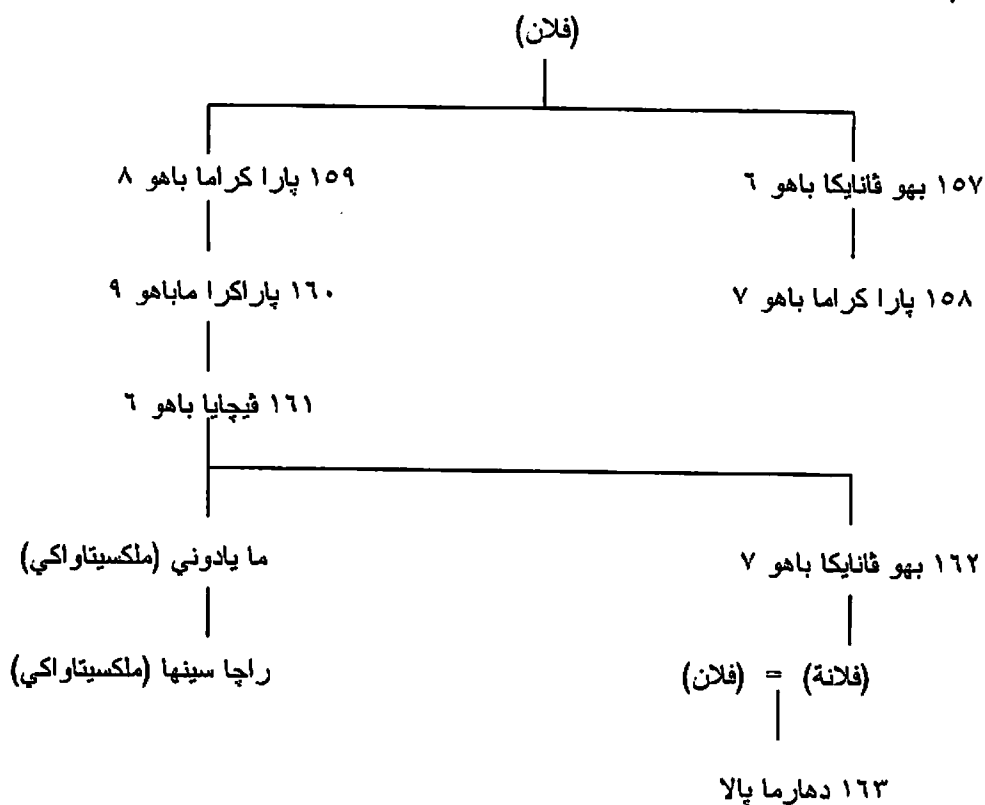 (فلان)
١٥٧ بهو ڤانايكا باهو ٦
١٥٩ پارا كراما باهو ٨
١٥٨ پارا كراما باهو ٧
١٦٠ پاراكرا ماباهو ٩
١٦١ ڤيچايا باهو ٦
١٦٢ بهو ڤانايكا باهو ٧
ما يادوني (ملكسيتاواكي)
(فلانة) = (فلان)
راچا سينها (ملكسيتاواكي)
١٦٣ دهارما پالا